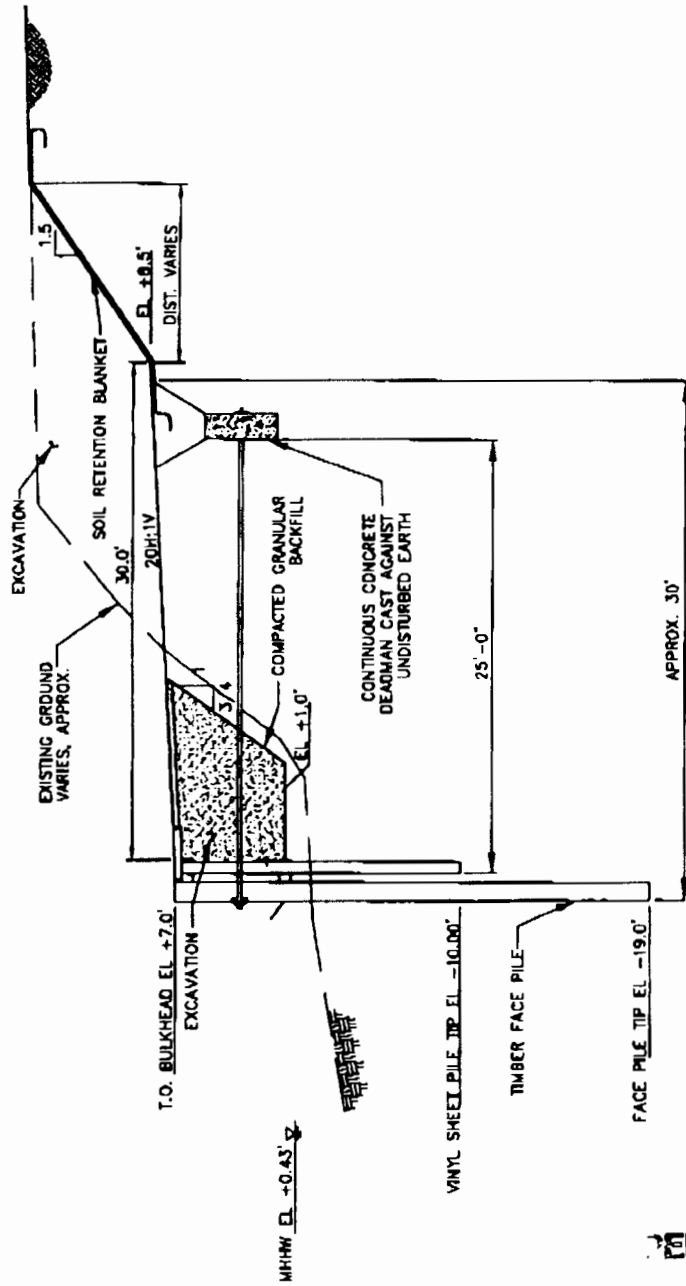 EXCAVATION
1.5
SOIL RETENTION BLANKET
EL +8.5'
DIST. VARIES
EXISTING GROUND
VARIES, APPROX.
30.0'
20H:1V
COMPACTED GRANULAR
BACKFILL
3
4
EL +1.0'
CONTINUOUS CONCRETE
DEADMAN CAST AGAINST
UNDISTURBED EARTH
25'-0"
APPROX. 30'
T.O. BULKHEAD EL +7.0'
EXCAVATION
MHHW EL +0.43'
VINYL SHEET PILE TIP EL -10.00'
TIMBER FACE PILE
FACE PILE TIP EL -19.0'